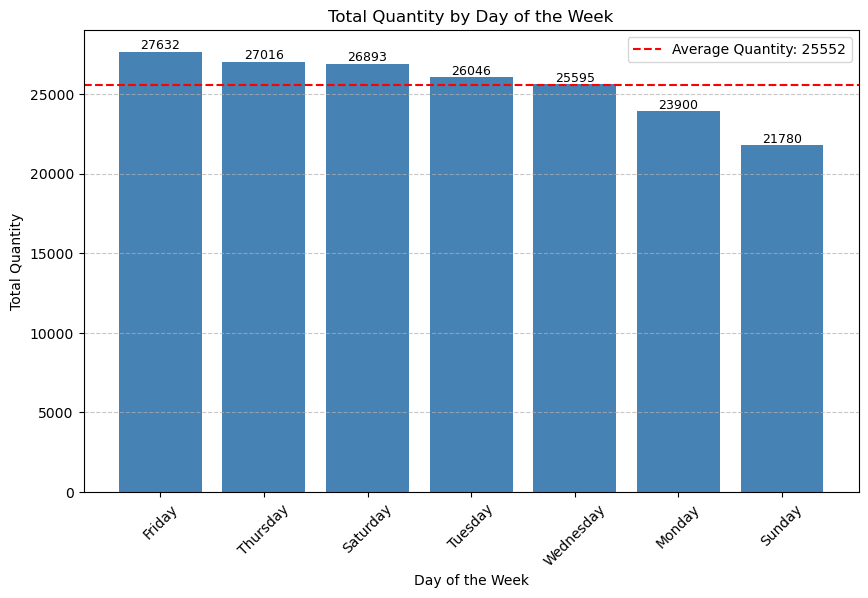 Total Quantity by Day of the Week
Average Quantity: 25552
27632
27016
26893
26046
25595
23900
21780
Total Quantity
25000
20000
15000
10000
5000
0
Friday
Thursday
Saturday
Tuesday
Wednesday
Monday
Sunday
Day of the Week